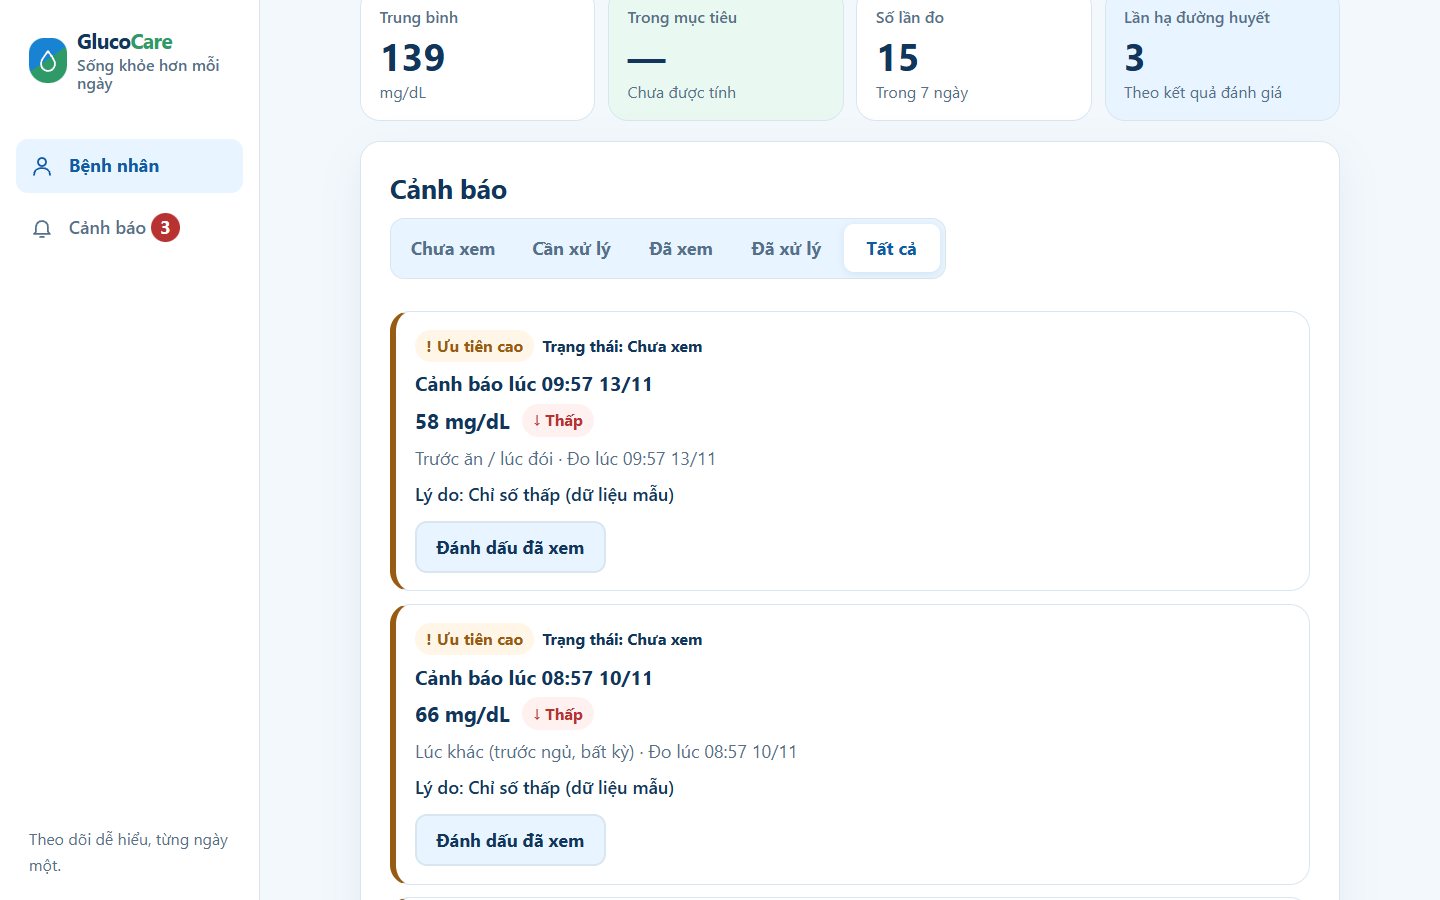 GlucoCare
Sống khỏe hơn mỗi
ngày
Bệnh nhân
Cảnh báo 3
Theo dõi dễ hiểu, từng ngày
một.
Trung bình
139
mg/dL
Trong mục tiêu
—
Chưa được tính
Số lần đo
15
Trong 7 ngày
Lần hạ đường huyết
3
Theo kết quả đánh giá
Cảnh báo
Chưa xem Cần xử lý Đã xem Đã xử lý Tất cả
! Ưu tiên cao Trạng thái: Chưa xem
Cảnh báo lúc 09:57 13/11
58 mg/dL ↓ Thấp
Trước ăn / lúc đói · Đo lúc 09:57 13/11
Lý do: Chỉ số thấp (dữ liệu mẫu)
Đánh dấu đã xem
! Ưu tiên cao Trạng thái: Chưa xem
Cảnh báo lúc 08:57 10/11
66 mg/dL ↓ Thấp
Lúc khác (trước ngủ, bất kỳ) · Đo lúc 08:57 10/11
Lý do: Chỉ số thấp (dữ liệu mẫu)
Đánh dấu đã xem